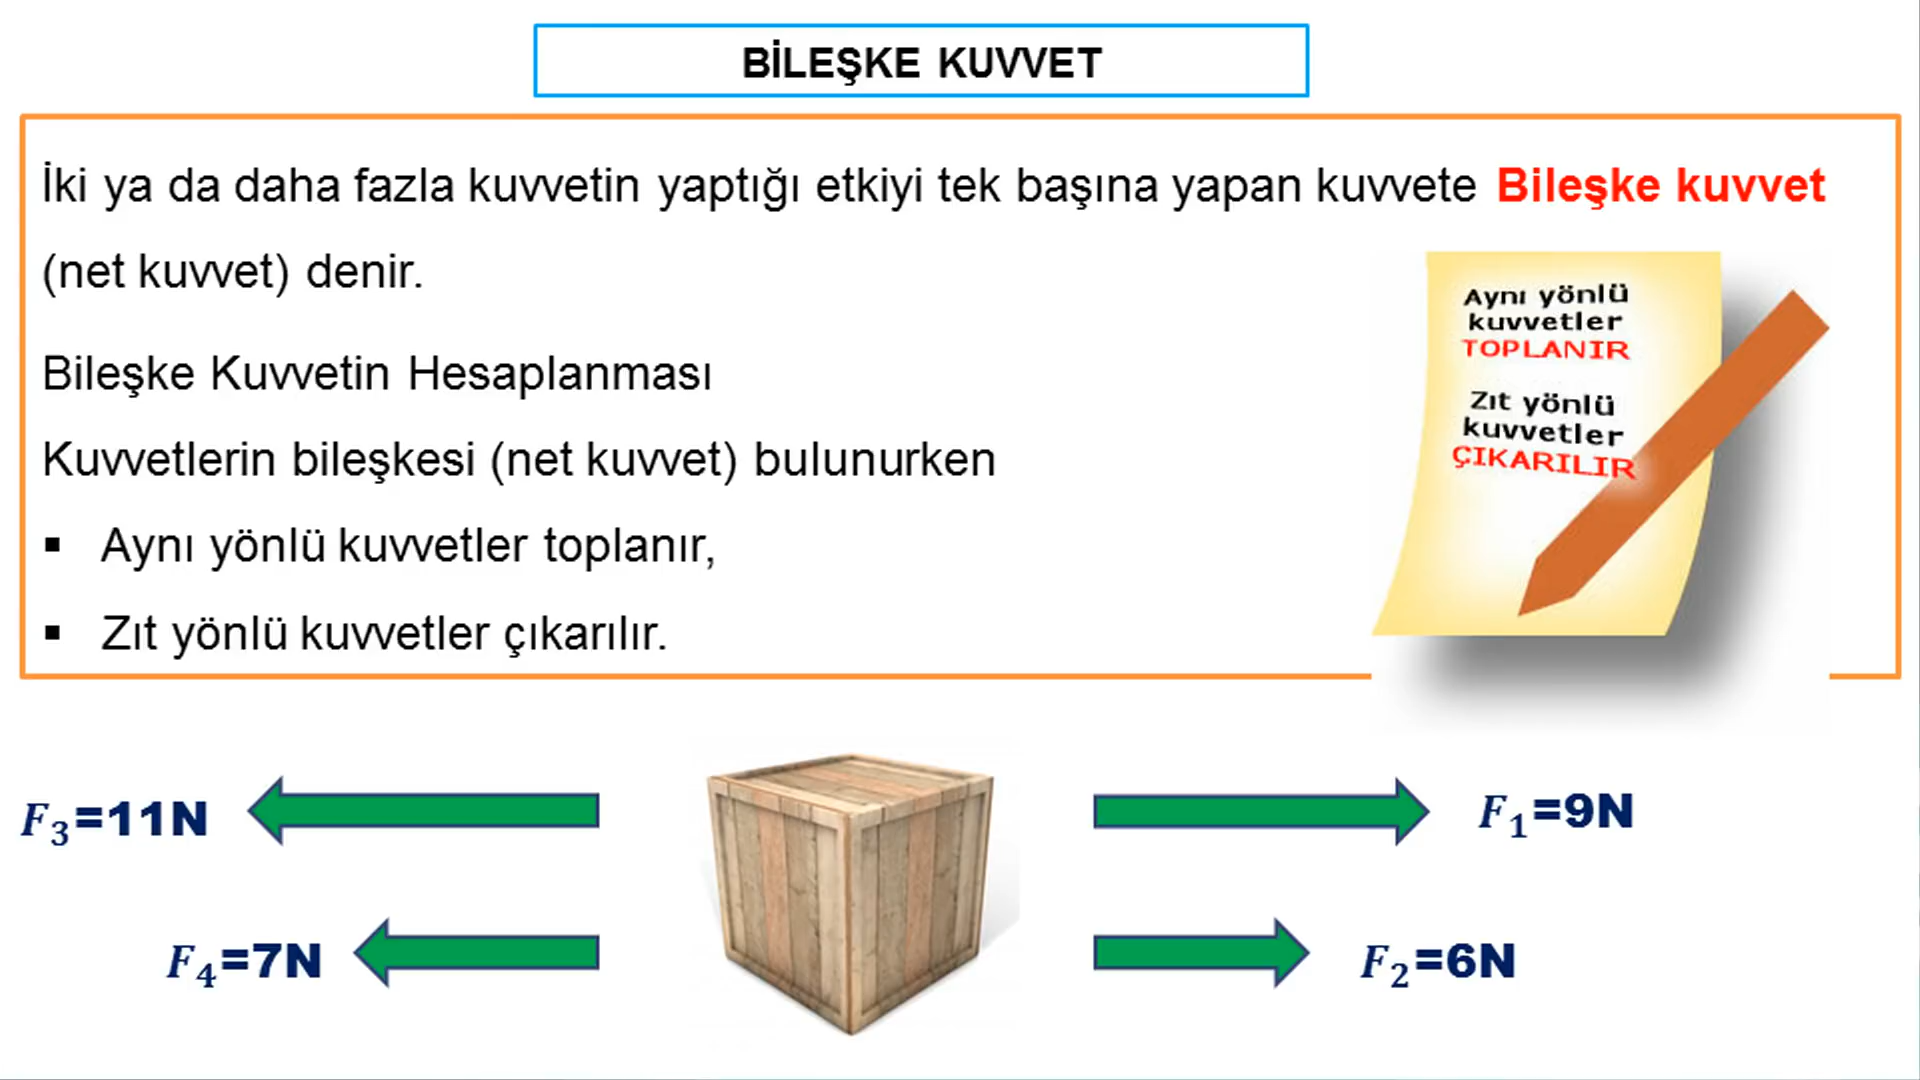 BİLEŞKE KUVVET
İki ya da daha fazla kuvvetin yaptığı etkiyi tek başına yapan kuvvete Bileşke kuvvet
(net kuvvet) denir.
Bileşke Kuvvetin Hesaplanması
Kuvvetlerin bileşkesi (net kuvvet) bulunurken
▪ Aynı yönlü kuvvetler toplanır,
▪ Zıt yönlü kuvvetler çıkarılır.
Aynı yönlü
kuvvetler
TOPLANIR
Zıt yönlü
kuvvetler
ÇIKARILIR
F₃=11N
F₁=9N
F₄=7N
F₂=6N